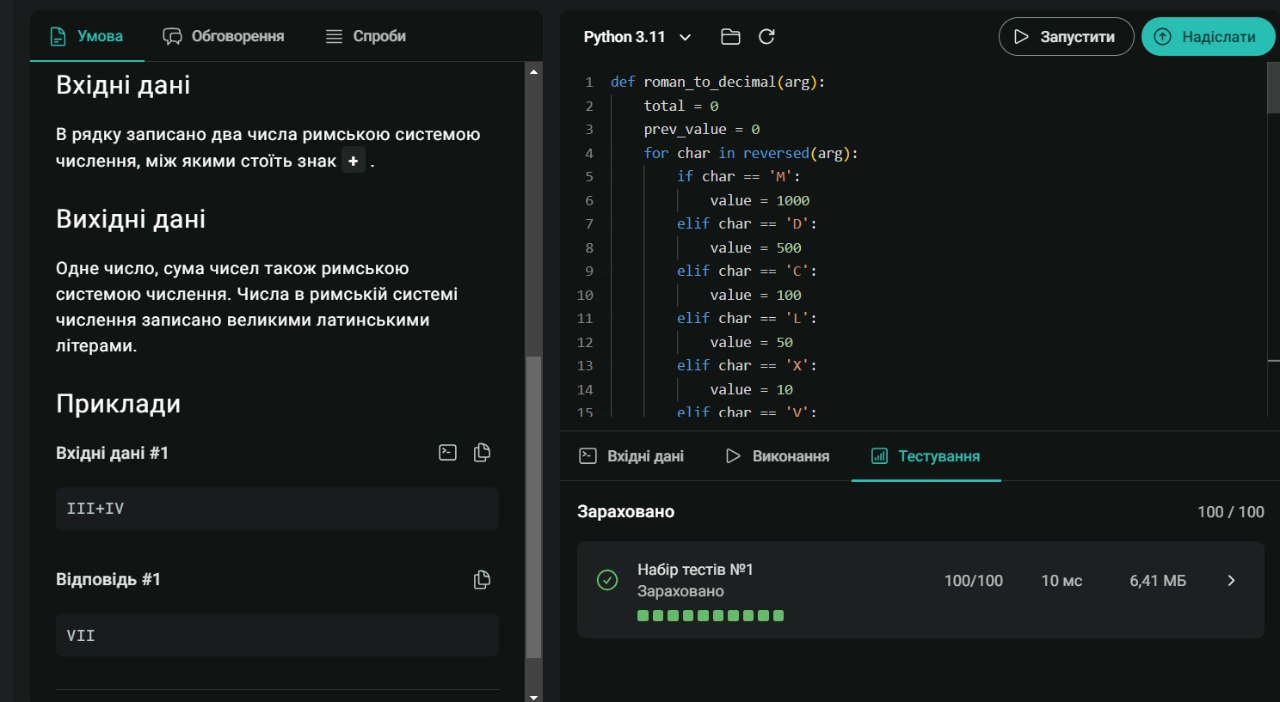 Умова
Обговорення
Спроби
Вхідні дані
В рядку записано два числа римською системою
числення, між якими стоїть знак + .
Вихідні дані
Одне число, сума чисел також римською
системою числення. Числа в римській системі
числення записано великими латинськими
літерами.
Приклади
Вхідні дані #1
III+IV
Відповідь #1
VII
Python 3.11
Запустити
Надіслати
1 def roman_to_decimal(arg):
2 total = 0
3 prev_value = 0
4 for char in reversed(arg):
5 if char == 'M':
6 value = 1000
7 elif char == 'D':
8 value = 500
9 elif char == 'C':
10 value = 100
11 elif char == 'L':
12 value = 50
13 elif char == 'X':
14 value = 10
15 elif char == 'V':
Вхідні дані
Виконання
Тестування
Зараховано 100 / 100
Набір тестів №1
Зараховано
100/100 10 мс 6,41 МБ